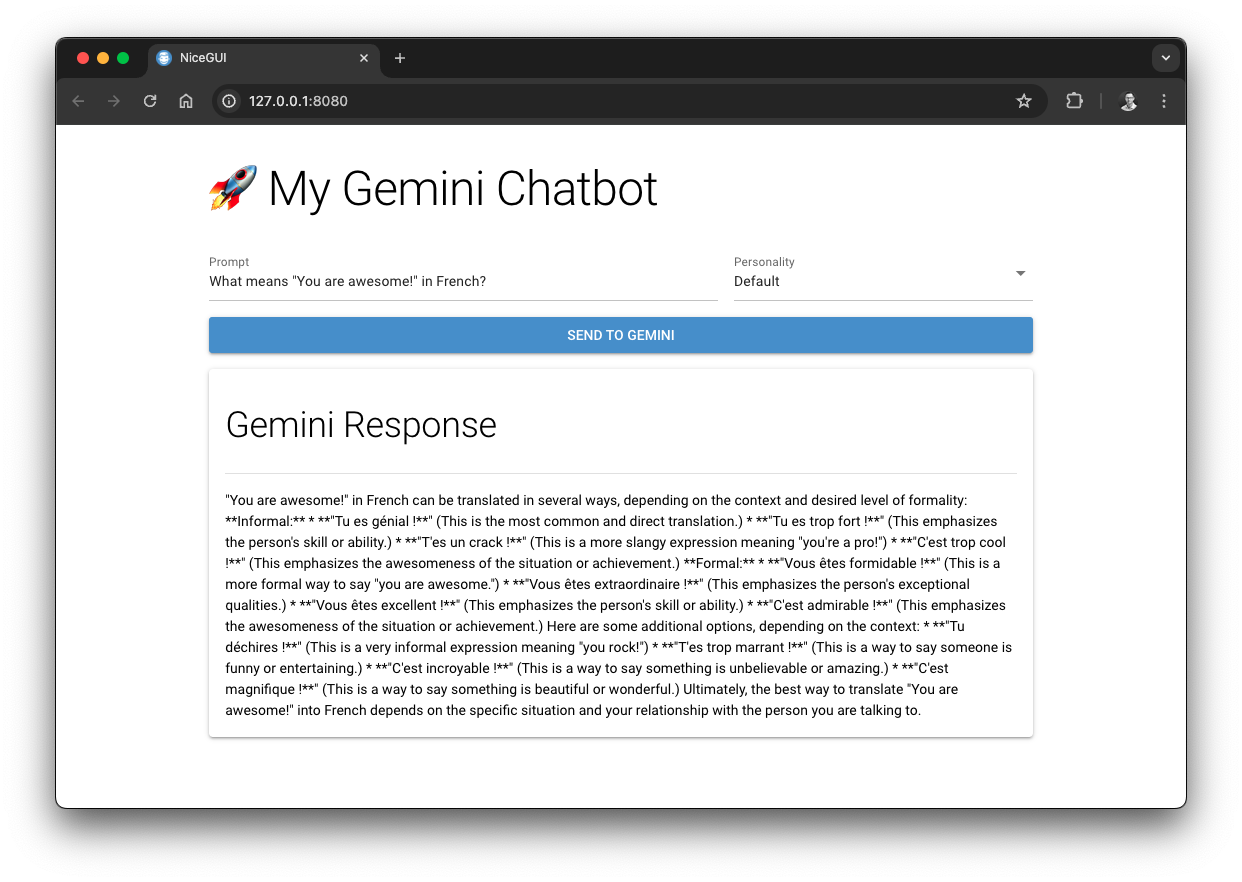 NiceGUI
127.0.0.1:8080
🚀 My Gemini Chatbot
Prompt
What means "You are awesome!" in French?
Personality
Default
SEND TO GEMINI
Gemini Response
"You are awesome!" in French can be translated in several ways, depending on the context and desired level of formality:
**Informal:** * **"Tu es génial !**" (This is the most common and direct translation.) * **"Tu es trop fort !**" (This emphasizes
the person's skill or ability.) * **"T'es un crack !**" (This is a more slangy expression meaning "you're a pro!") * **"C'est trop cool
!**" (This emphasizes the awesomeness of the situation or achievement.) **Formal:** * **"Vous êtes formidable !**" (This is a
more formal way to say "you are awesome.") * **"Vous êtes extraordinaire !**" (This emphasizes the person's exceptional
qualities.) * **"Vous êtes excellent !**" (This emphasizes the person's skill or ability.) * **"C'est admirable !**" (This emphasizes
the awesomeness of the situation or achievement.) Here are some additional options, depending on the context: * **"Tu
déchires !**" (This is a very informal expression meaning "you rock!") * **"T'es trop marrant !**" (This is a way to say someone is
funny or entertaining.) * **"C'est incroyable !**" (This is a way to say something is unbelievable or amazing.) * **"C'est
magnifique !**" (This is a way to say something is beautiful or wonderful.) Ultimately, the best way to translate "You are
awesome!" into French depends on the specific situation and your relationship with the person you are talking to.